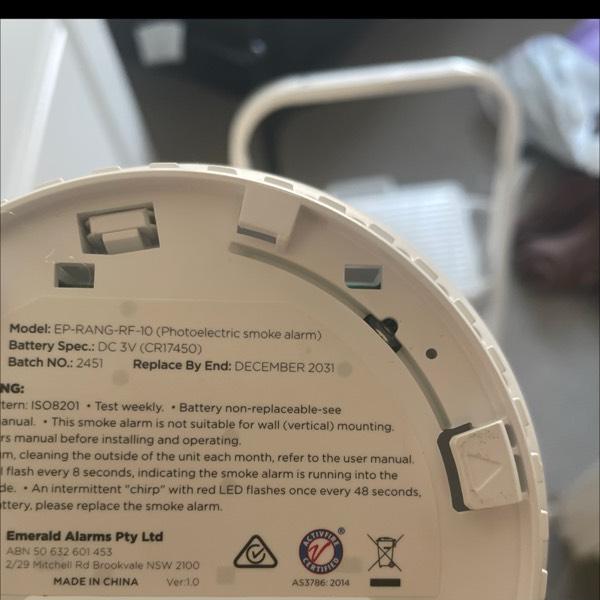 Model: EP-RANG-RF-10 (Photoelectric smoke alarm)
Battery Spec.: DC 3V (CR17450)
Batch NO.: 2451 Replace By End: DECEMBER 2031
NG:
tern: ISO8201 • Test weekly. • Battery non-replaceable-see
anual. • This smoke alarm is not suitable for wall (vertical) mounting.
rs manual before installing and operating.
m, cleaning the outside of the unit each month, refer to the user manual.
l flash every 8 seconds, indicating the smoke alarm is running into the
de. • An intermittent "chirp" with red LED flashes once every 48 seconds,
ttery, please replace the smoke alarm.
Emerald Alarms Pty Ltd
ABN 50 632 601 453
2/29 Mitchell Rd Brookvale NSW 2100
MADE IN CHINA Ver:1.0
ACTIVFIRE
CERTIFIED
®
AS3786: 2014